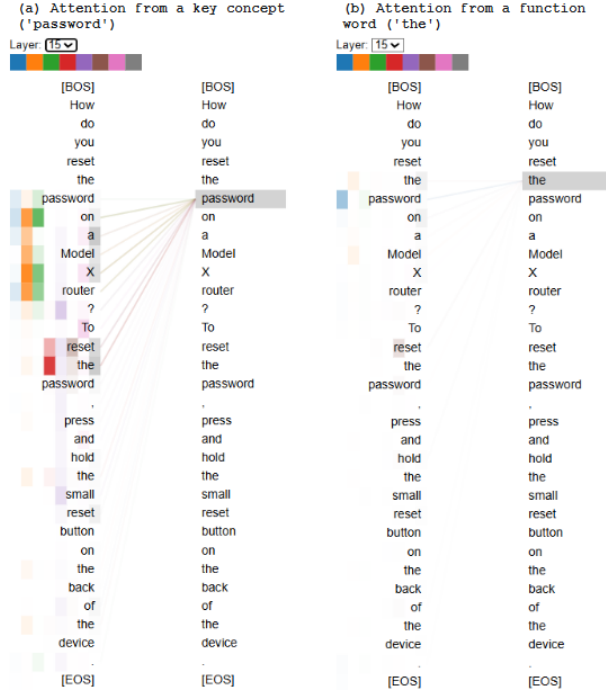 (a) Attention from a key concept
('password')
Layer: 15
[BOS] [BOS]
How How
do do
you you
reset reset
the the
password password
on on
a a
Model Model
X X
router router
? ?
To To
reset reset
the the
password password
, ,
press press
and and
hold hold
the the
small small
reset reset
button button
on on
the the
back back
of of
the the
device device
. .
[EOS] [EOS]
(b) Attention from a function
word ('the')
Layer: 15
[BOS] [BOS]
How How
do do
you you
reset reset
the the
password password
on on
a a
Model Model
X X
router router
? ?
To To
reset reset
the the
password password
, ,
press press
and and
hold hold
the the
small small
reset reset
button button
on on
the the
back back
of of
the the
device device
. .
[EOS] [EOS]